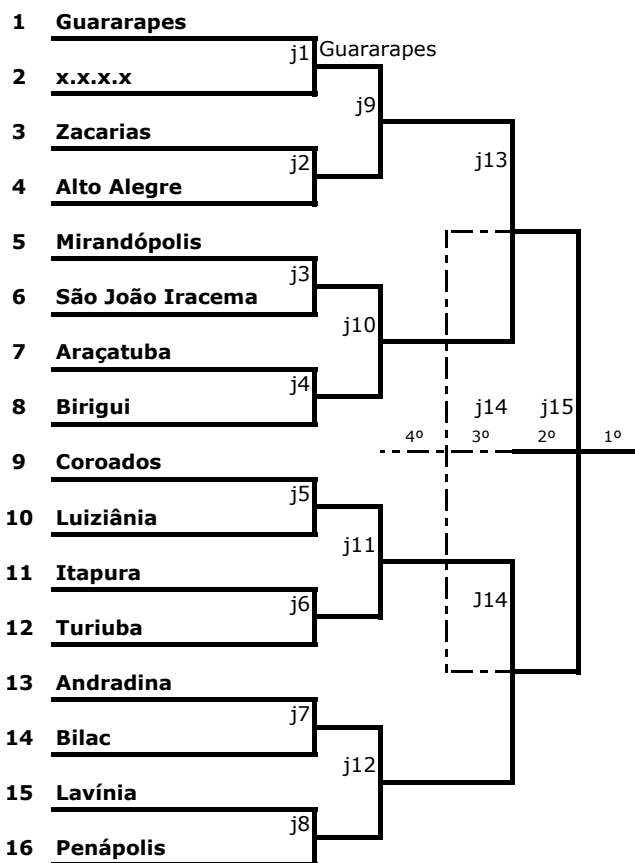 1 Guararapes
j1 Guararapes
2 x.x.x.x
j9
3 Zacarias
j2
j13
4 Alto Alegre
5 Mirandópolis
j3
6 São João Iracema
j10
7 Araçatuba
j4
8 Birigui
j14 j15
4º 3º 2º 1º
9 Coroados
j5
10 Luiziânia
j11
11 Itapura
j6 J14
12 Turiuba
13 Andradina
j7
14 Bilac
j12
15 Lavínia
j8
16 Penápolis